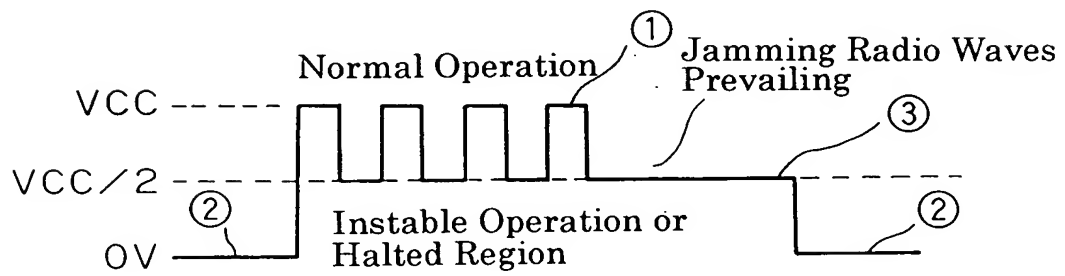 ①
Normal Operation
Jamming Radio Waves
Prevailing
VCC
③
VCC/2
②
②
Instable Operation or
Halted Region
0V